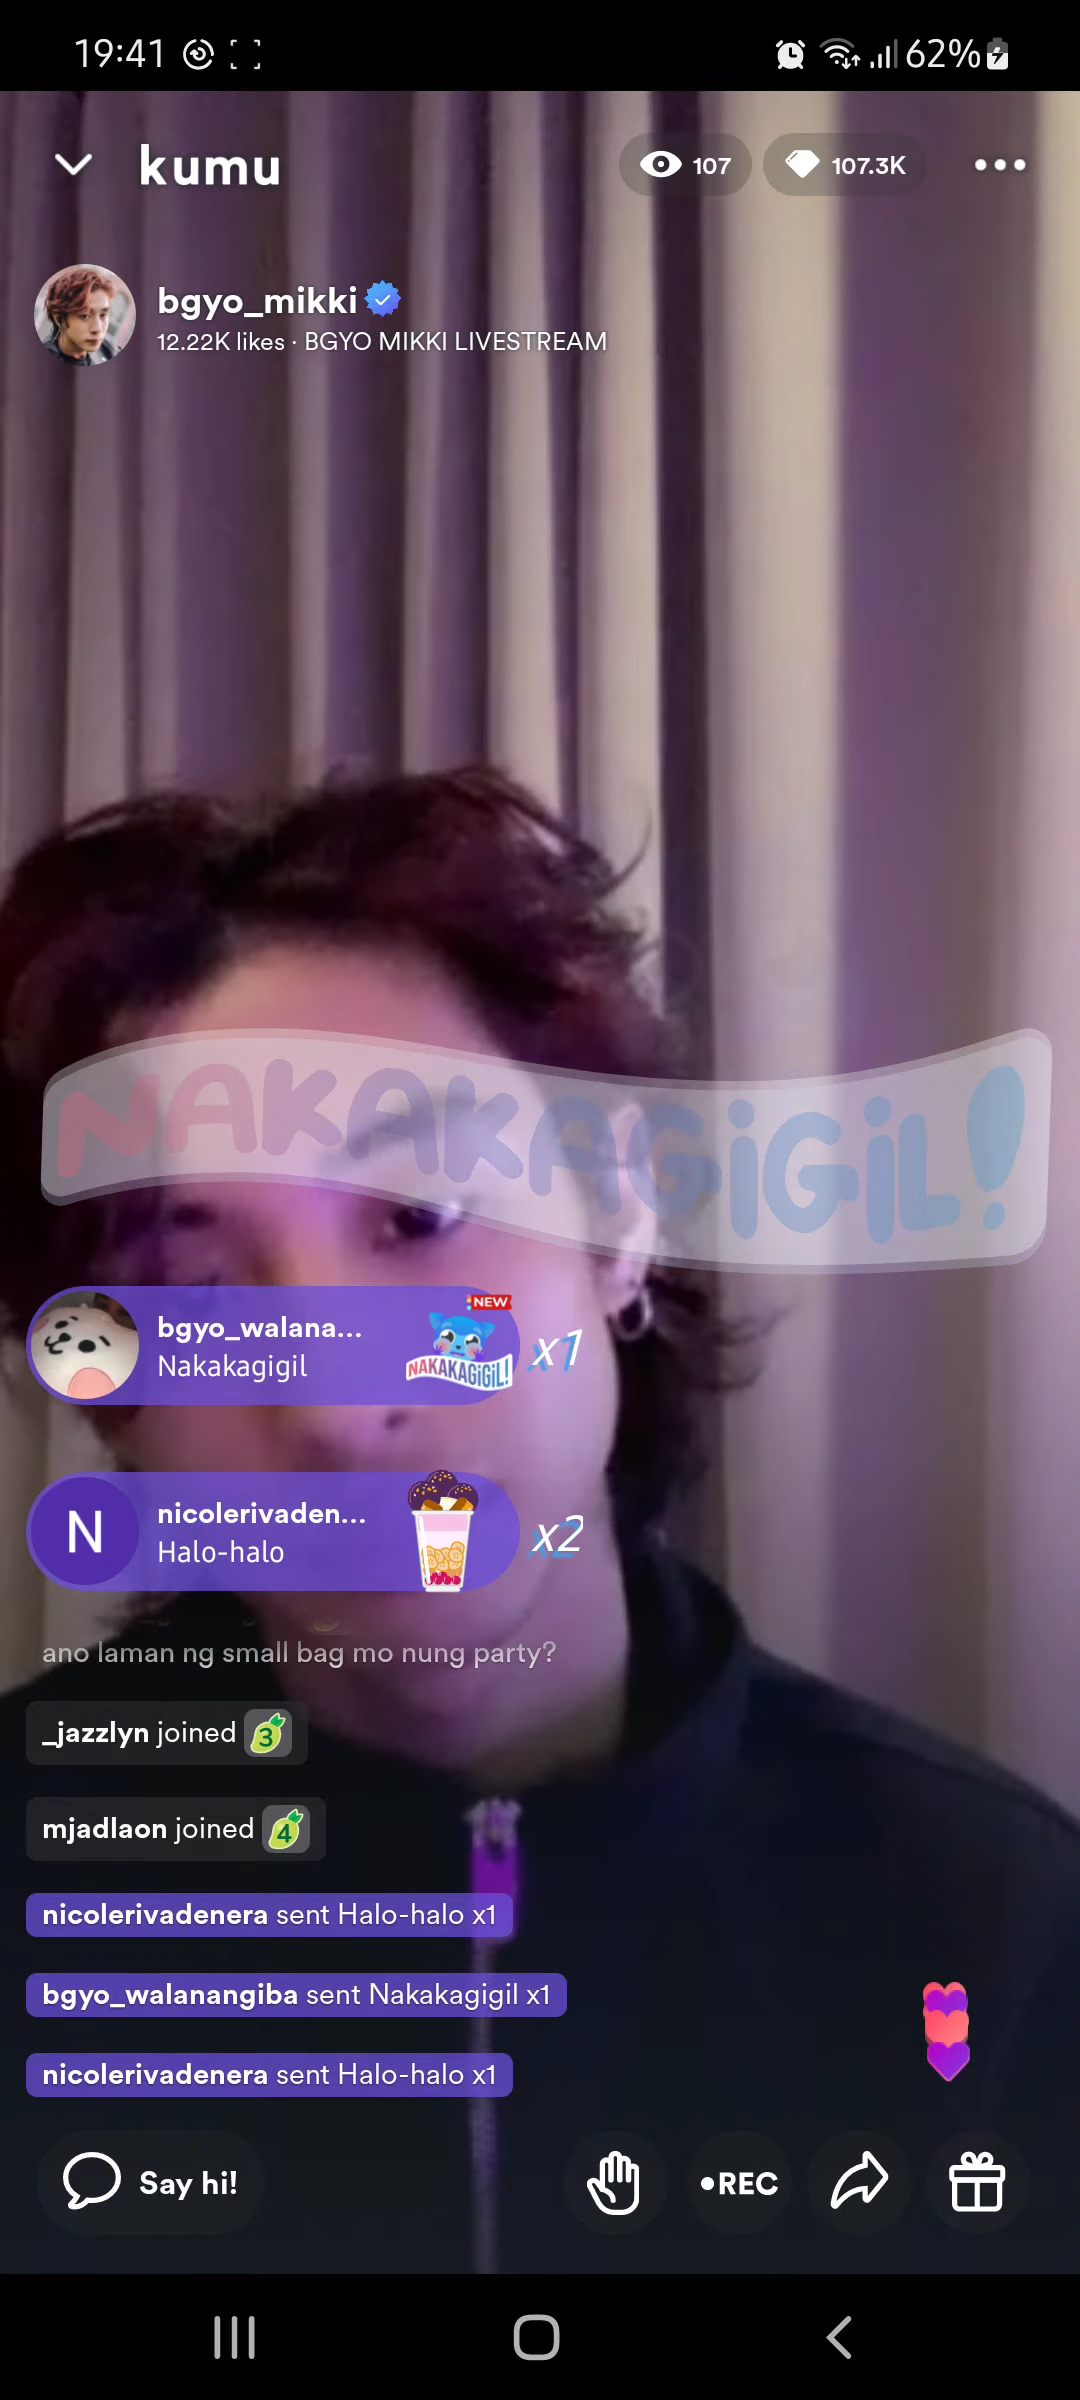 19:41
62%
kumu
107
107.3K
bgyo_mikki
12.22K likes · BGYO MIKKI LIVESTREAM
NAKAKAGIGIL!
NEW
bgyo_walana...
Nakakagigil
NAKAKAGIGIL!
x1
N
nicolerivaden...
Halo-halo
x2
ano laman ng small bag mo nung party?
_jazzlyn joined 3
mjadlaon joined 4
nicolerivadenera sent Halo-halo x1
bgyo_walanangiba sent Nakakagigil x1
nicolerivadenera sent Halo-halo x1
Say hi!
•REC